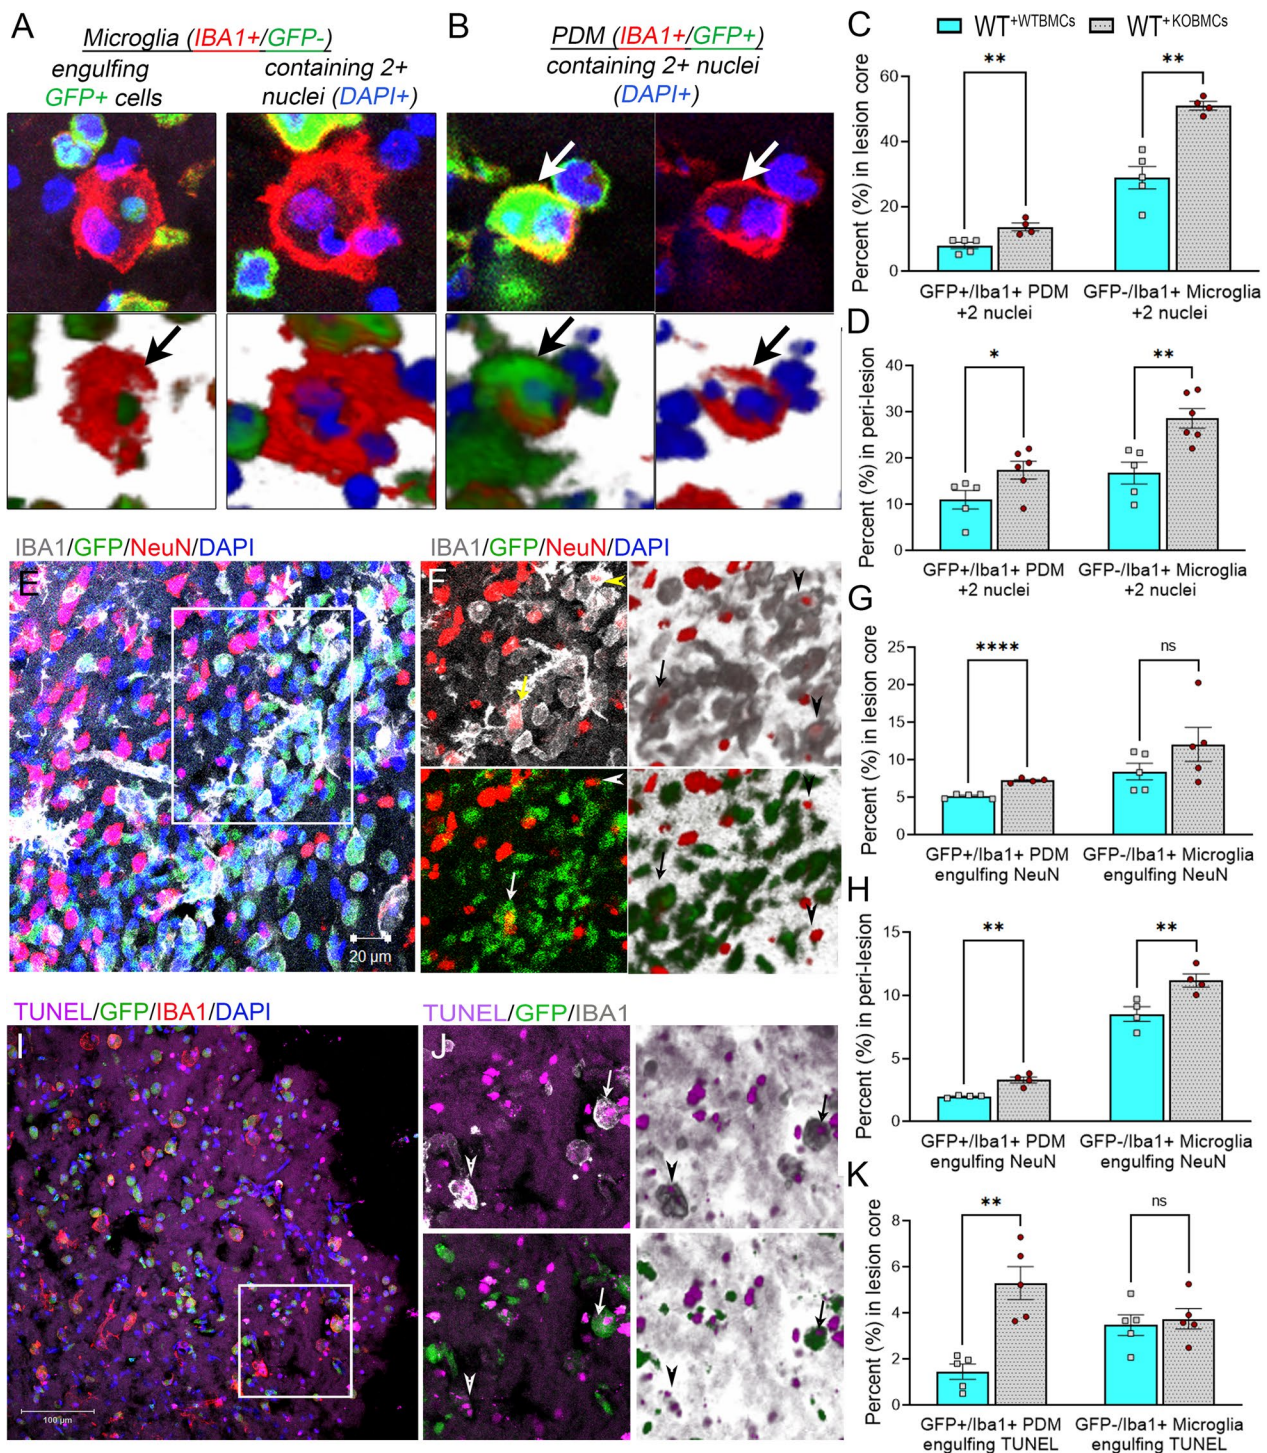 A
Microglia (IBA1+/GFP-)
engulfing
GFP+ cells
containing 2+
nuclei (DAPI+)
B
PDM (IBA1+/GFP+)
containing 2+ nuclei
(DAPI+)
C
WT+WTBMCs
WT+KOBMCs
Percent (%) in lesion core
60
40
20
0
**
**
GFP+/Iba1+ PDM
+2 nuclei
GFP-/Iba1+ Microglia
+2 nuclei
D
Percent (%) in peri-lesion
40
30
20
10
0
*
**
GFP+/Iba1+ PDM
+2 nuclei
GFP-/Iba1+ Microglia
+2 nuclei
IBA1/GFP/NeuN/DAPI
E
20 µm
IBA1/GFP/NeuN/DAPI
F
G
Percent (%) in lesion core
25
20
15
10
5
0
****
ns
GFP+/Iba1+ PDM
engulfing NeuN
GFP-/Iba1+ Microglia
engulfing NeuN
H
Percent (%) in peri-lesion
15
10
5
0
**
**
GFP+/Iba1+ PDM
engulfing NeuN
GFP-/Iba1+ Microglia
engulfing NeuN
TUNEL/GFP/IBA1/DAPI
I
100 µm
TUNEL/GFP/IBA1
J
K
Percent (%) in lesion core
8
6
4
2
0
**
ns
GFP+/Iba1+ PDM
engulfing TUNEL
GFP-/Iba1+ Microglia
engulfing TUNEL